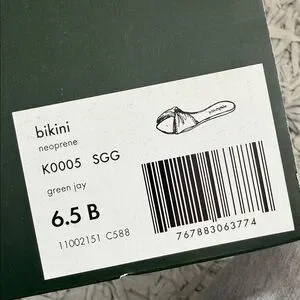 bikini
neoprene
K0005 SGG
green jay
6.5 B
11002151 C588
767883063774